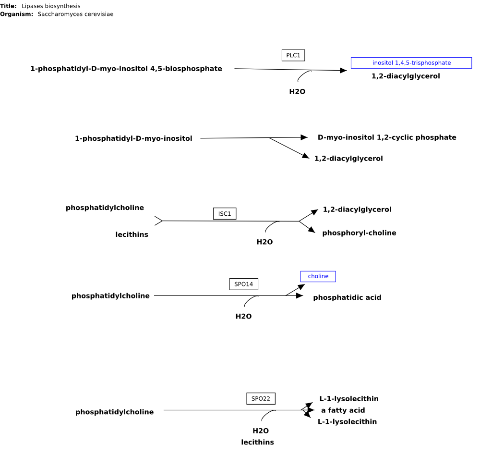 Title: Lipases biosynthesis
Organism: Saccharomyces cerevisiae
PLC1
1-phosphatidyl-D-myo-inositol 4,5-bisphosphate
inositol 1,4,5-trisphosphate
1,2-diacylglycerol
H2O
1-phosphatidyl-D-myo-inositol
D-myo-inositol 1,2-cyclic phosphate
1,2-diacylglycerol
phosphatidylcholine
ISC1
1,2-diacylglycerol
lecithins
phosphoryl-choline
H2O
SPO14
choline
phosphatidylcholine
phosphatidic acid
H2O
SPO22
L-1-lysolecithin
phosphatidylcholine
a fatty acid
L-1-lysolecithin
H2O
lecithins